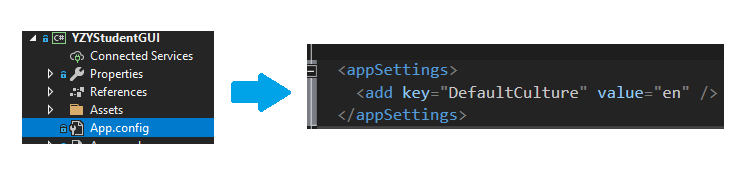 YZYStudentGUI
Connected Services
Properties
References
Assets
App.config
<appSettings>
<add key="DefaultCulture" value="en" />
</appSettings>